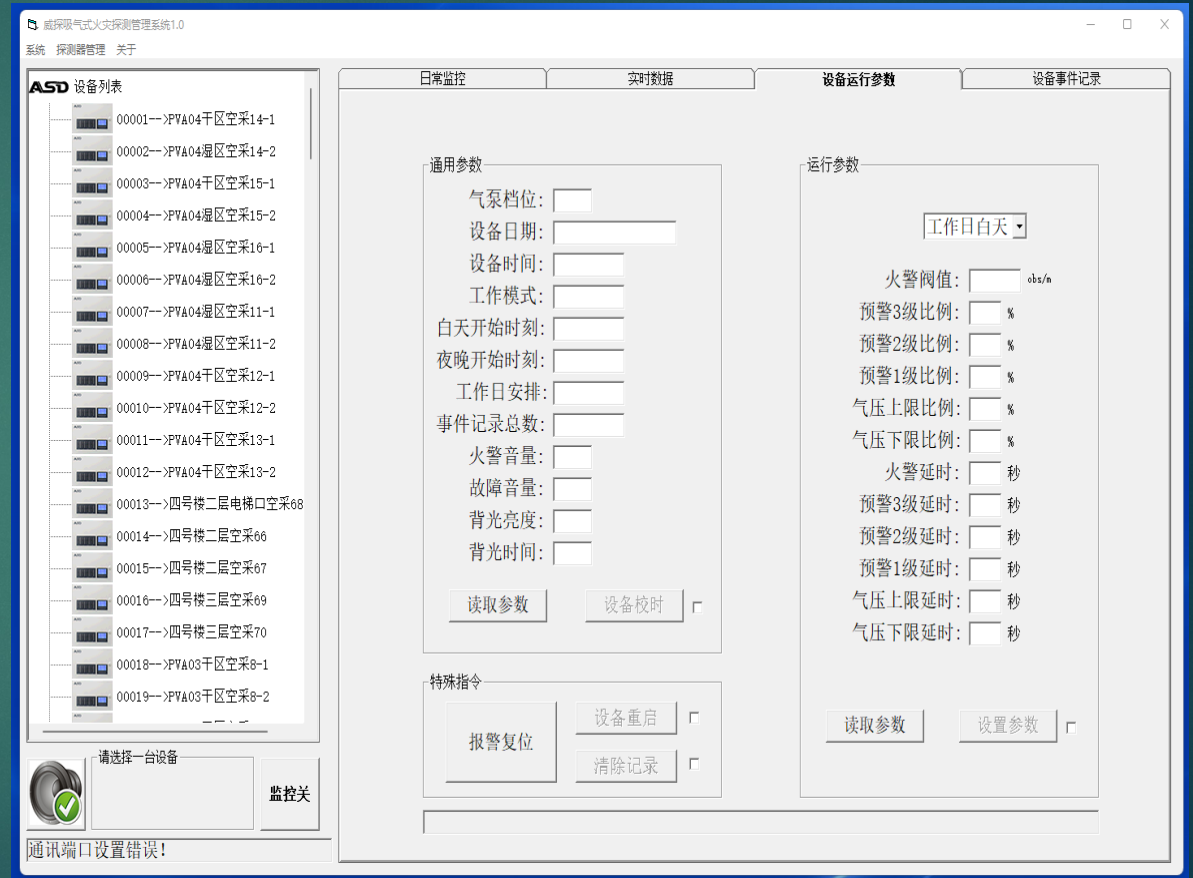 威探吸气式火灾探测管理系统1.0
系统 探测器管理 关于
ASD 设备列表
00001-->PVA04干区空采14-1
00002-->PVA04湿区空采14-2
00003-->PVA04干区空采15-1
00004-->PVA04湿区空采15-2
00005-->PVA04湿区空采16-1
00006-->PVA04湿区空采16-2
00007-->PVA04湿区空采11-1
00008-->PVA04湿区空采11-2
00009-->PVA04干区空采12-1
00010-->PVA04干区空采12-2
00011-->PVA04干区空采13-1
00012-->PVA04干区空采13-2
00013-->四号楼二层电梯口空采68
00014-->四号楼二层空采66
00015-->四号楼二层空采67
00016-->四号楼三层空采69
00017-->四号楼三层空采70
00018-->PVA03干区空采8-1
00019-->PVA03干区空采8-2
请选择一台设备
监控关
通讯端口设置错误!
日常监控 实时数据 设备运行参数 设备事件记录
通用参数
气泵档位:
设备日期:
设备时间:
工作模式:
白天开始时刻:
夜晚开始时刻:
工作日安排:
事件记录总数:
火警音量:
故障音量:
背光亮度:
背光时间:
读取参数 设备校时
特殊指令
报警复位
设备重启
清除记录
运行参数
工作日白天
火警阀值: obs/m
预警3级比例: %
预警2级比例: %
预警1级比例: %
气压上限比例: %
气压下限比例: %
火警延时: 秒
预警3级延时: 秒
预警2级延时: 秒
预警1级延时: 秒
气压上限延时: 秒
气压下限延时: 秒
读取参数 设置参数